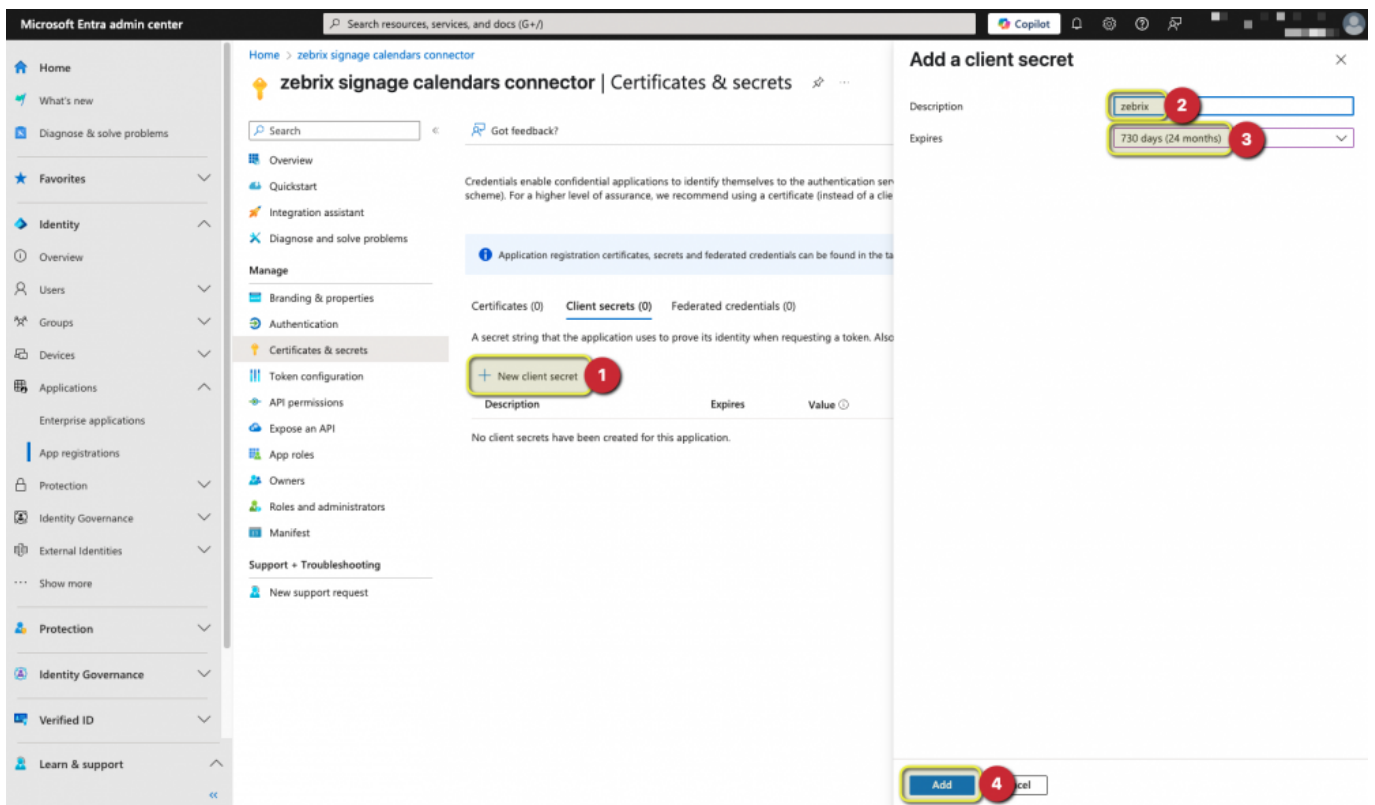 Microsoft Entra admin center
Search resources, services, and docs (G+/)
Copilot
Home
What's new
Diagnose & solve problems
Favorites
Identity
Overview
Users
Groups
Devices
Applications
Enterprise applications
App registrations
Protection
Identity Governance
External Identities
Show more
Protection
Identity Governance
Verified ID
Learn & support
Home > zebrix signage calendars connector
zebrix signage calendars connector | Certificates & secrets
Search
Got feedback?
Overview
Quickstart
Integration assistant
Diagnose and solve problems
Manage
Branding & properties
Authentication
Certificates & secrets
Token configuration
API permissions
Expose an API
App roles
Owners
Roles and administrators
Manifest
Support + Troubleshooting
New support request
Credentials enable confidential applications to identify themselves to the authentication ser
scheme). For a higher level of assurance, we recommend using a certificate (instead of a clie
Application registration certificates, secrets and federated credentials can be found in the ta
Certificates (0) Client secrets (0) Federated credentials (0)
A secret string that the application uses to prove its identity when requesting a token. Also
+ New client secret 1
Description Expires Value
No client secrets have been created for this application.
Add a client secret
Description zebrix 2
Expires 730 days (24 months) 3
Add 4 cel